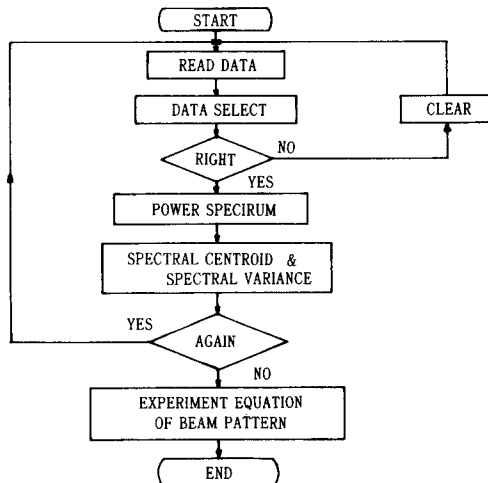 START
READ DATA
DATA SELECT
CLEAR
RIGHT
NO
YES
POWER SPECIRUM
SPECTRAL CENTROID &
SPECTRAL VARIANCE
YES
AGAIN
NO
EXPERIMENT EQUATION
OF BEAM PATTERN
END